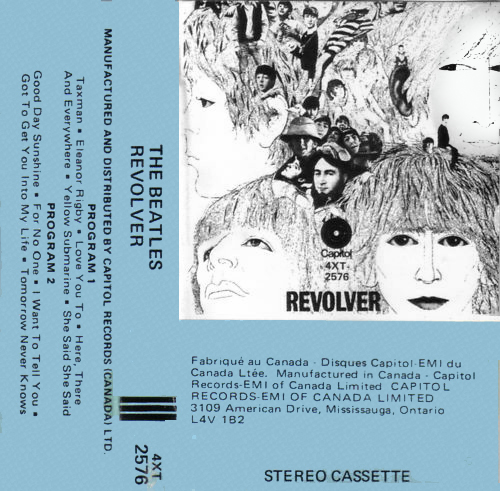 THE BEATLES
REVOLVER
MANUFACTURED AND DISTRIBUTED BY CAPITOL RECORDS (CANADA) LTD.
PROGRAM 1
Taxman • Eleanor Rigby • Love You To • Here, There
And Everywhere • Yellow Submarine • She Said She Said
PROGRAM 2
Good Day Sunshine • For No One • I Want To Tell You •
Got To Get You Into My Life • Tomorrow Never Knows
4XT
2576
Capitol
4XT-
2576
REVOLVER
Fabriqué au Canada - Disques Capitol-EMI du
Canada Ltée. Manufactured in Canada - Capitol
Records-EMI of Canada Limited CAPITOL
RECORDS-EMI OF CANADA LIMITED
3109 American Drive, Mississauga, Ontario
L4V 1B2
STEREO CASSETTE